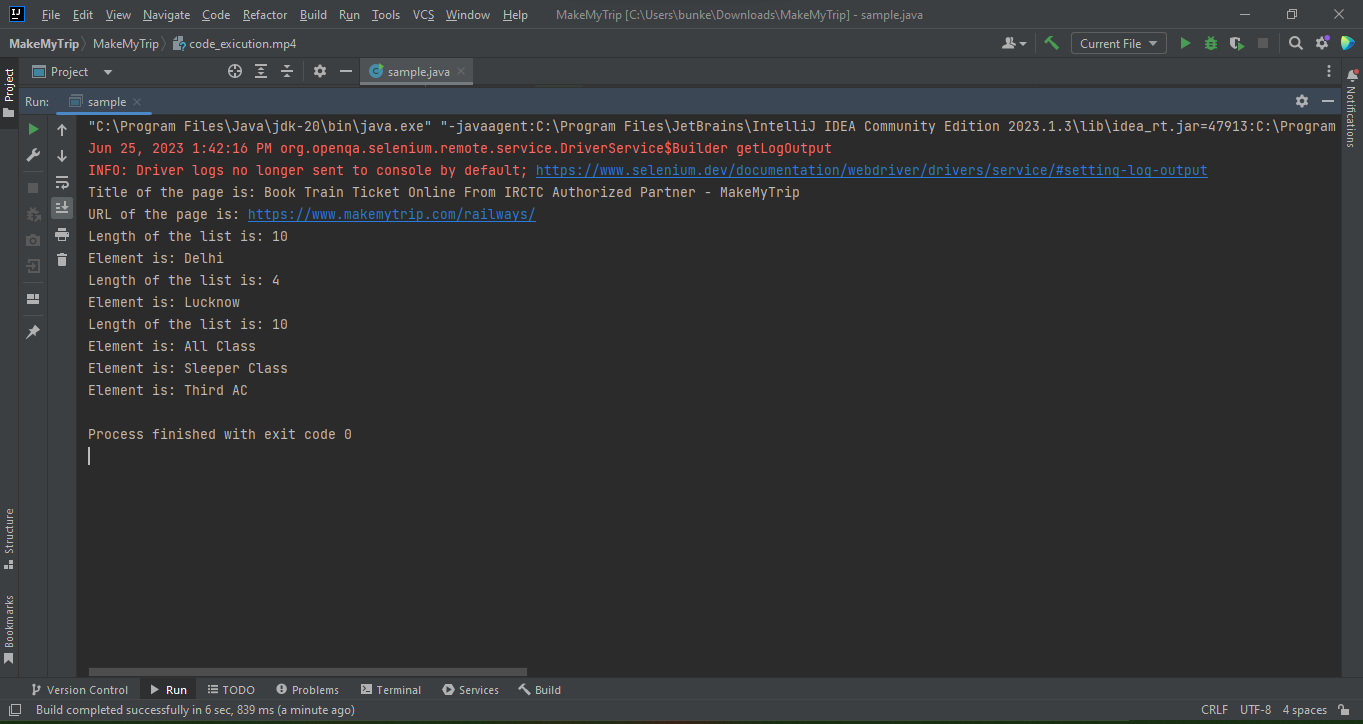 File Edit View Navigate Code Refactor Build Run Tools VCS Window Help MakeMyTrip [C:\Users\bunke\Downloads\MakeMyTrip] - sample.java
MakeMyTrip MakeMyTrip code_exicution.mp4 Current File
Project sample.java
Run: sample
"C:\Program Files\Java\jdk-20\bin\java.exe" "-javaagent:C:\Program Files\JetBrains\IntelliJ IDEA Community Edition 2023.1.3\lib\idea_rt.jar=47913:C:\Program
Jun 25, 2023 1:42:16 PM org.openqa.selenium.remote.service.DriverService$Builder getLogOutput
INFO: Driver logs no longer sent to console by default; https://www.selenium.dev/documentation/webdriver/drivers/service/#setting-log-output
Title of the page is: Book Train Ticket Online From IRCTC Authorized Partner - MakeMyTrip
URL of the page is: https://www.makemytrip.com/railways/
Length of the list is: 10
Element is: Delhi
Length of the list is: 4
Element is: Lucknow
Length of the list is: 10
Element is: All Class
Element is: Sleeper Class
Element is: Third AC
Process finished with exit code 0
Project
Structure
Bookmarks
Notifications
Version Control Run TODO Problems Terminal Services Build
Build completed successfully in 6 sec, 839 ms (a minute ago) CRLF UTF-8 4 spaces